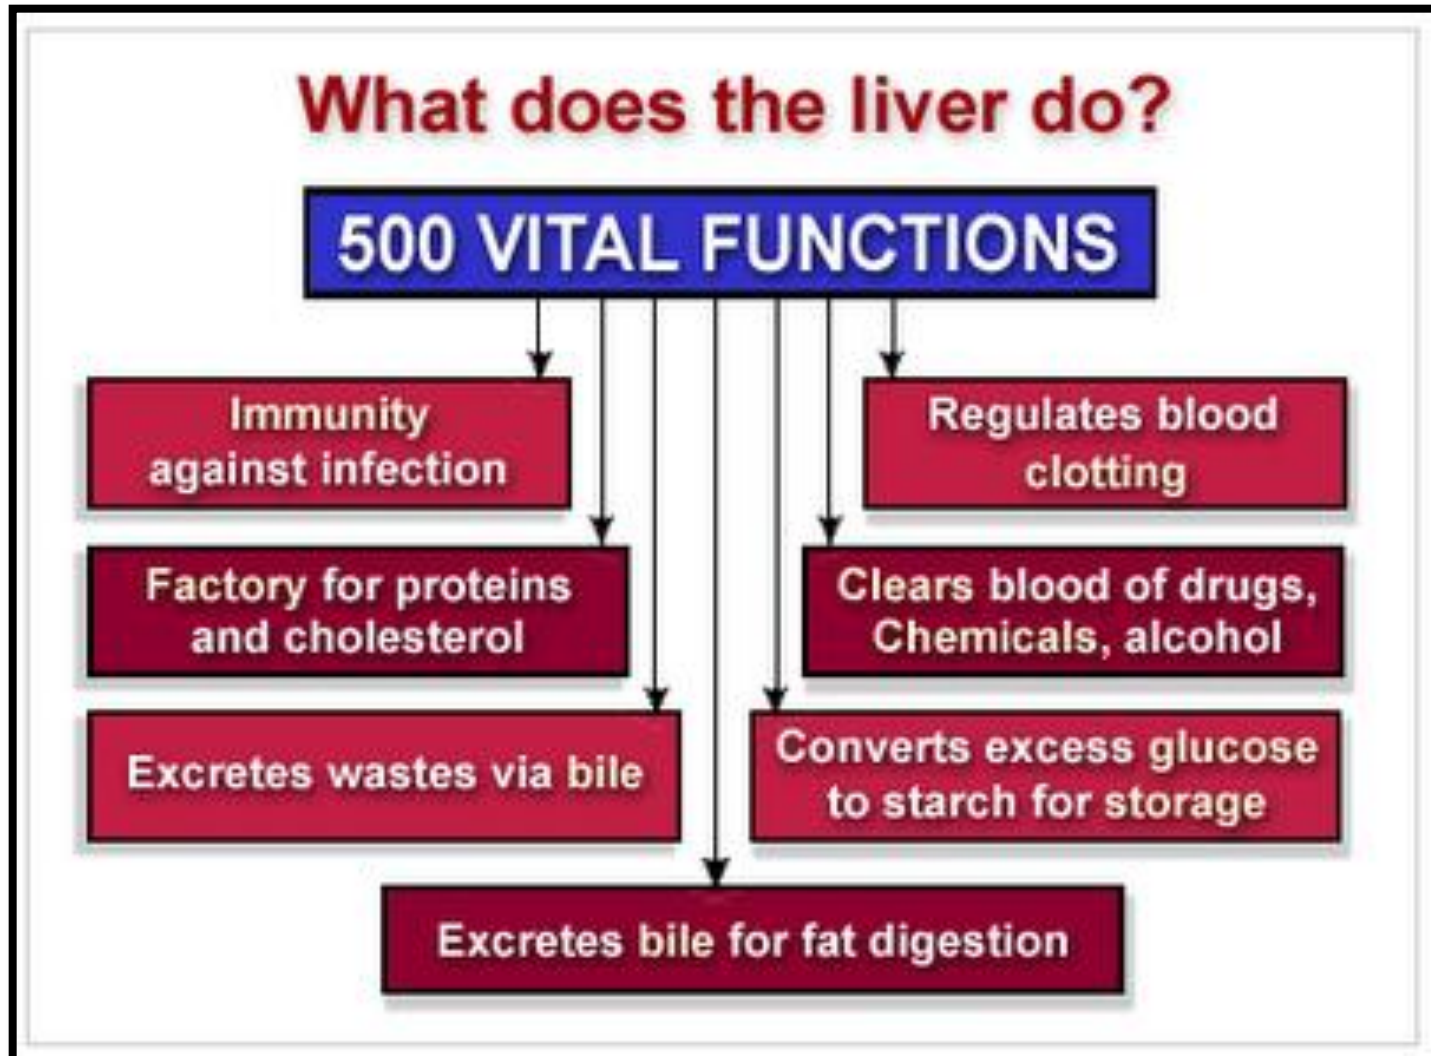 What does the liver do?
500 VITAL FUNCTIONS
Immunity
against infection
Regulates blood
clotting
Factory for proteins
and cholesterol
Clears blood of drugs,
Chemicals, alcohol
Excretes wastes via bile
Converts excess glucose
to starch for storage
Excretes bile for fat digestion